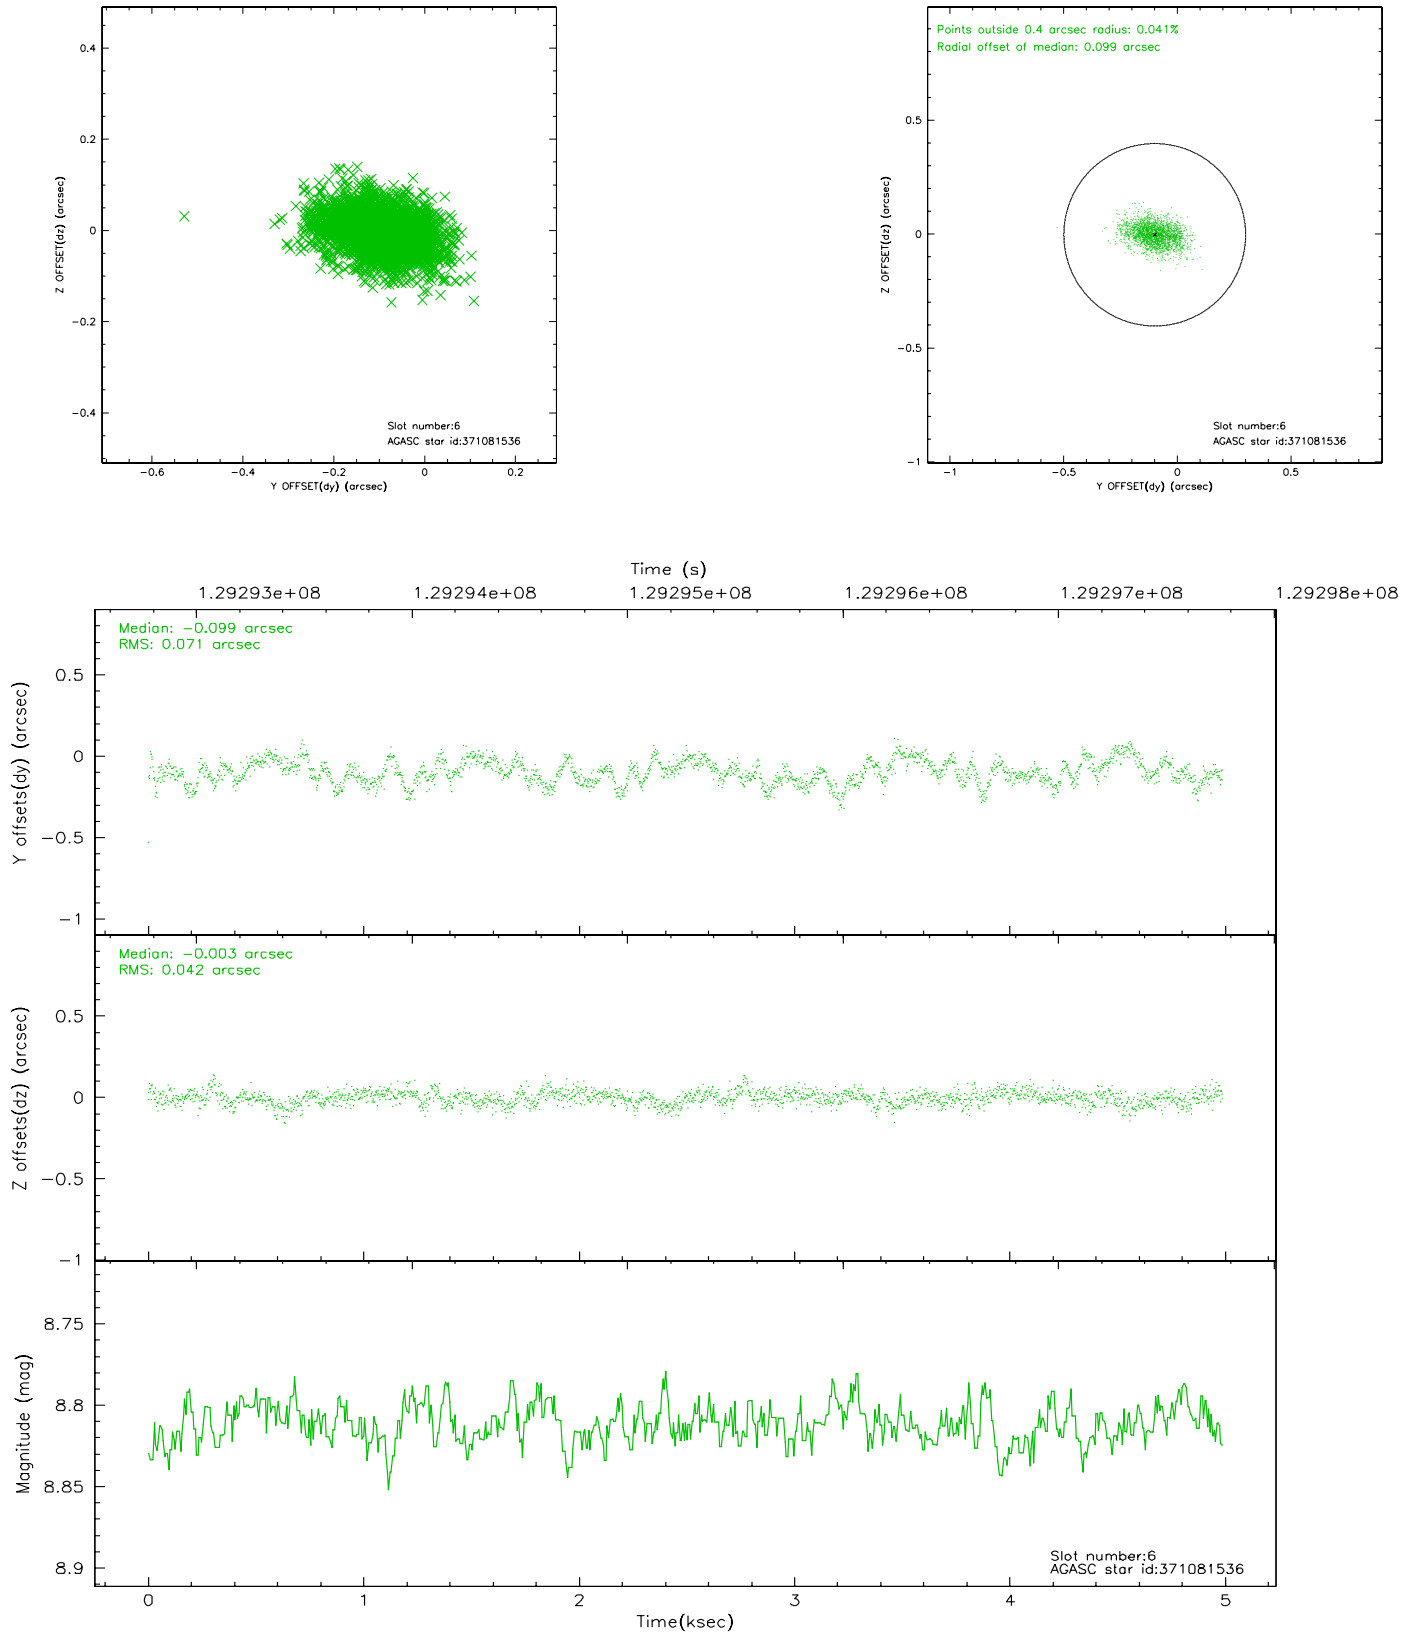 0.4
0.2
0
−0.2
−0.4
Z OFFSET(dz) (arcsec)
Slot number:6
AGASC star id:371081536
−0.6 −0.4 −0.2 0 0.2
Y OFFSET(dy) (arcsec)
Points outside 0.4 arcsec radius: 0.041%
Radial offset of median: 0.099 arcsec
0.5
0
−0.5
−1
Z OFFSET(dz) (arcsec)
Slot number:6
AGASC star id:371081536
−1 −0.5 0 0.5
Y OFFSET(dy) (arcsec)
Time (s)
1.29293e+08 1.29294e+08 1.29295e+08 1.29296e+08 1.29297e+08 1.29298e+08
Median: −0.099 arcsec
RMS: 0.071 arcsec
0.5
0
−0.5
−1
Y offsets(dy) (arcsec)
Median: −0.003 arcsec
RMS: 0.042 arcsec
0.5
0
−0.5
−1
Z offsets(dz) (arcsec)
8.75
8.8
8.85
8.9
Magnitude (mag)
Slot number:6
AGASC star id:371081536
0 1 2 3 4 5
Time(ksec)